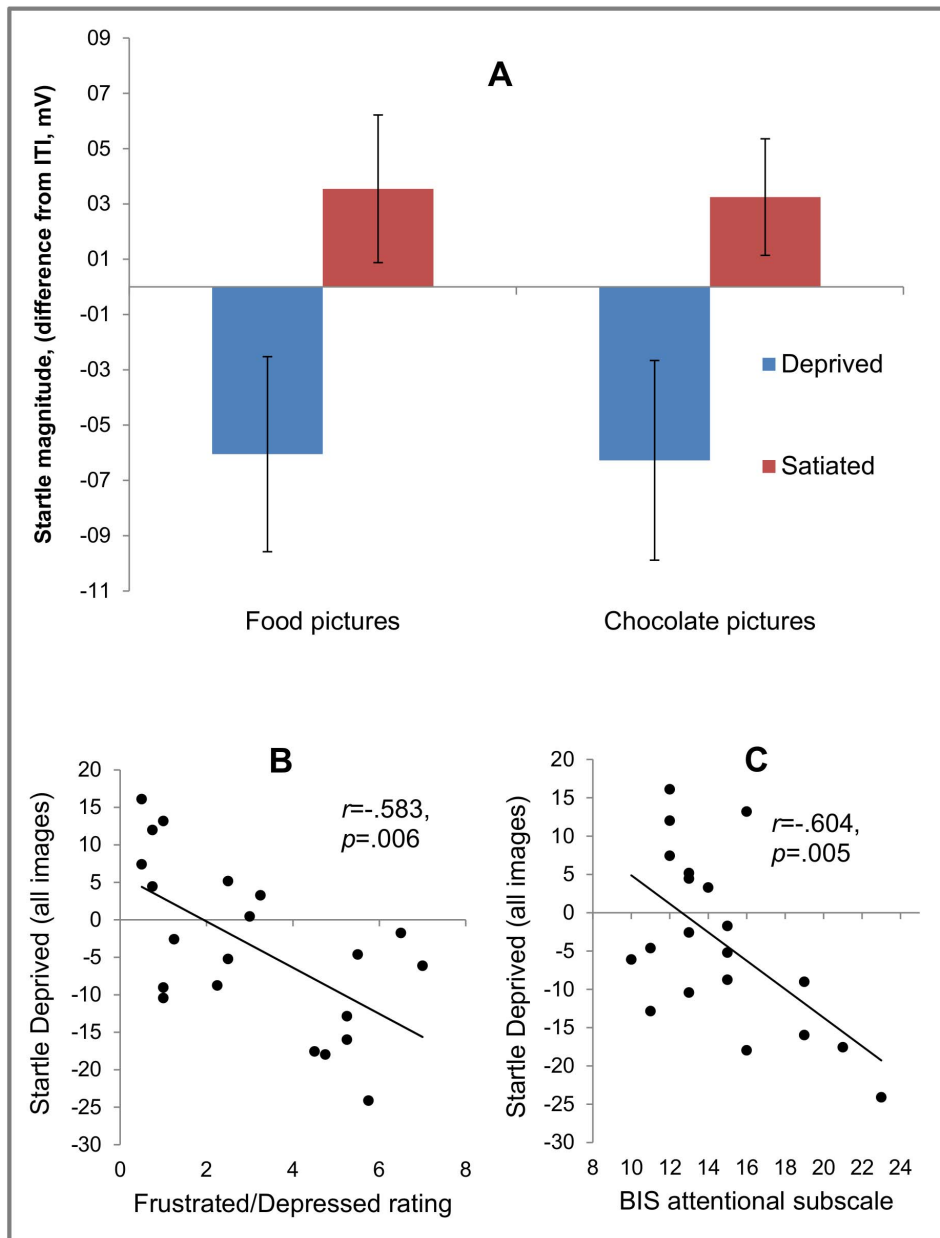 A
Startle magnitude, (difference from ITI, mV)
09
07
05
03
01
-01
-03
-05
-07
-09
-11
Deprived
Satiated
Food pictures
Chocolate pictures
B
Startle Deprived (all images)
20
15
10
5
0
-5
-10
-15
-20
-25
-30
r=-.583,
p=.006
0 2 4 6 8
Frustrated/Depressed rating
C
Startle Deprived (all images)
20
15
10
5
0
-5
-10
-15
-20
-25
-30
r=-.604,
p=.005
8 10 12 14 16 18 20 22 24
BIS attentional subscale